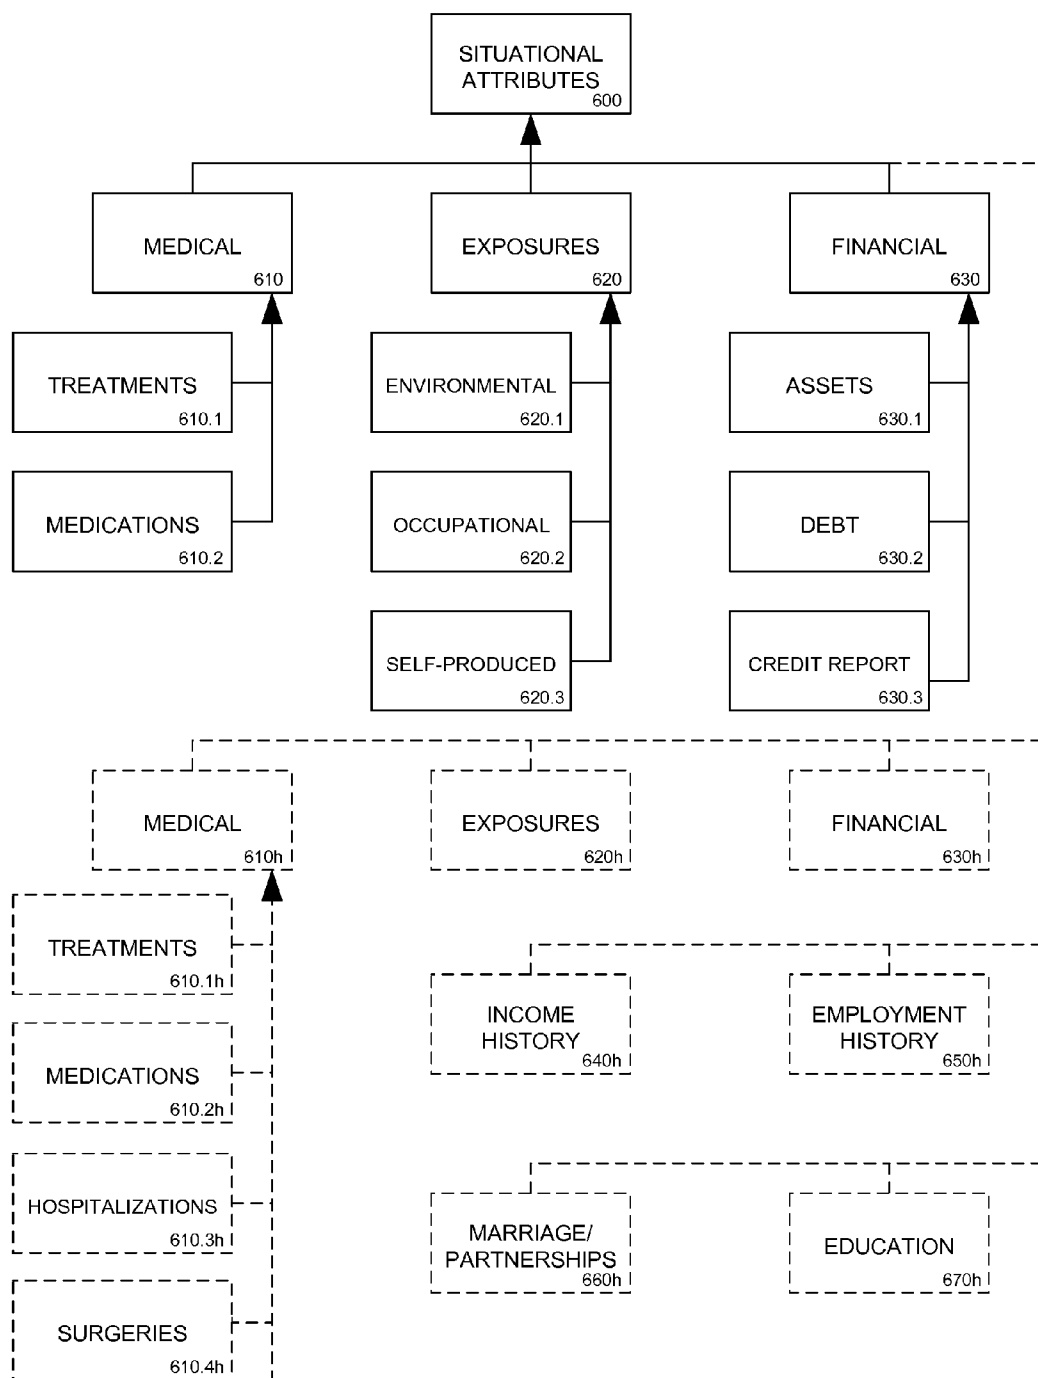 SITUATIONAL
ATTRIBUTES
600
MEDICAL
610
EXPOSURES
620
FINANCIAL
630
TREATMENTS
610.1
ENVIRONMENTAL
620.1
ASSETS
630.1
MEDICATIONS
610.2
OCCUPATIONAL
620.2
DEBT
630.2
SELF-PRODUCED
620.3
CREDIT REPORT
630.3
MEDICAL
610h
EXPOSURES
620h
FINANCIAL
630h
TREATMENTS
610.1h
INCOME
HISTORY
640h
EMPLOYMENT
HISTORY
650h
MEDICATIONS
610.2h
HOSPITALIZATIONS
610.3h
MARRIAGE/
PARTNERSHIPS
660h
EDUCATION
670h
SURGERIES
610.4h